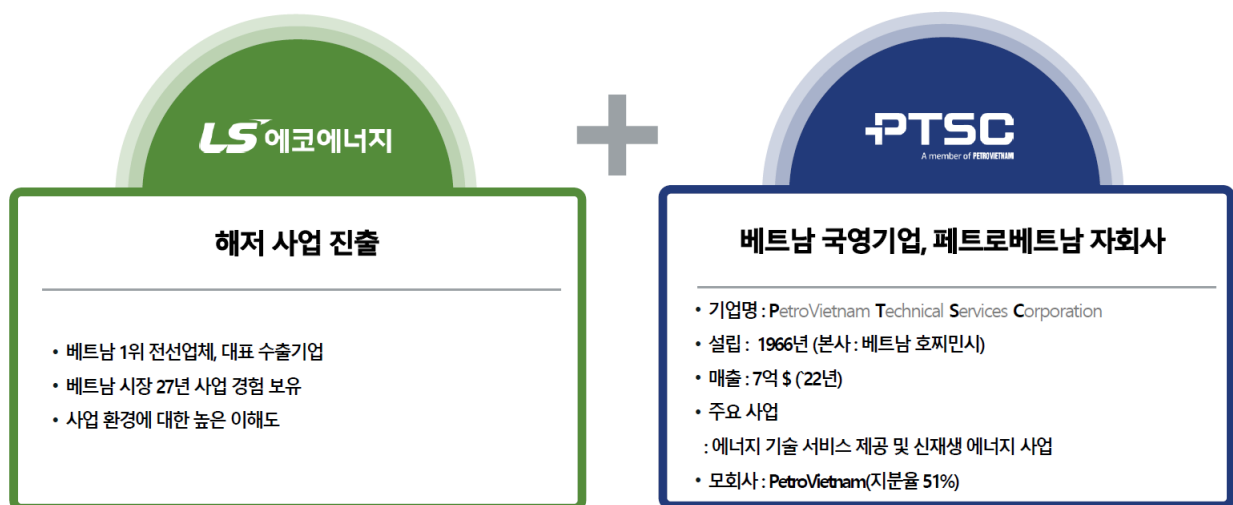 LS 에코에너지
해저 사업 진출
• 베트남 1위 전선업체, 대표 수출기업
• 베트남 시장 27년 사업 경험 보유
• 사업 환경에 대한 높은 이해도
+
PTSC
A member of PETROVIETNAM
베트남 국영기업, 페트로베트남 자회사
• 기업명 : PetroVietnam Technical Services Corporation
• 설립 : 1966년 (본사 : 베트남 호찌민시)
• 매출 : 7억 $ (`22년)
• 주요 사업
: 에너지 기술 서비스 제공 및 신재생 에너지 사업
• 모회사 : PetroVietnam(지분율 51%)